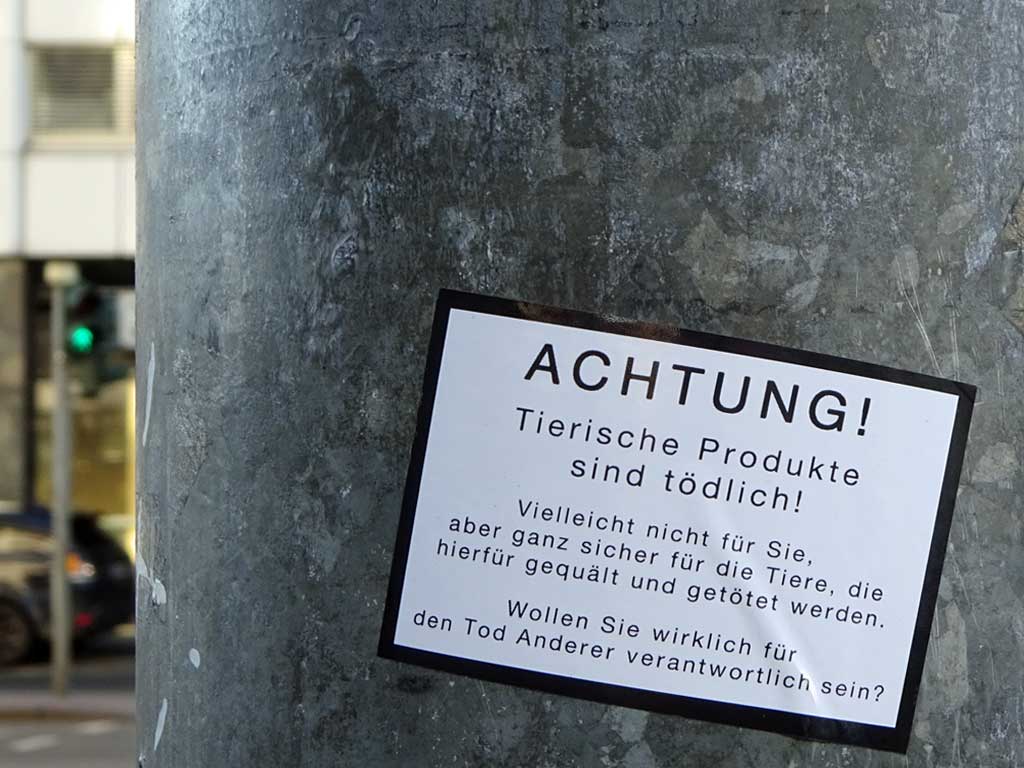 ACHTUNG!
Tierische Produkte
sind tödlich!
Vielleicht nicht für Sie,
aber ganz sicher für die Tiere, die
hierfür gequält und getötet werden.
Wollen Sie wirklich für
den Tod Anderer verantwortlich sein?